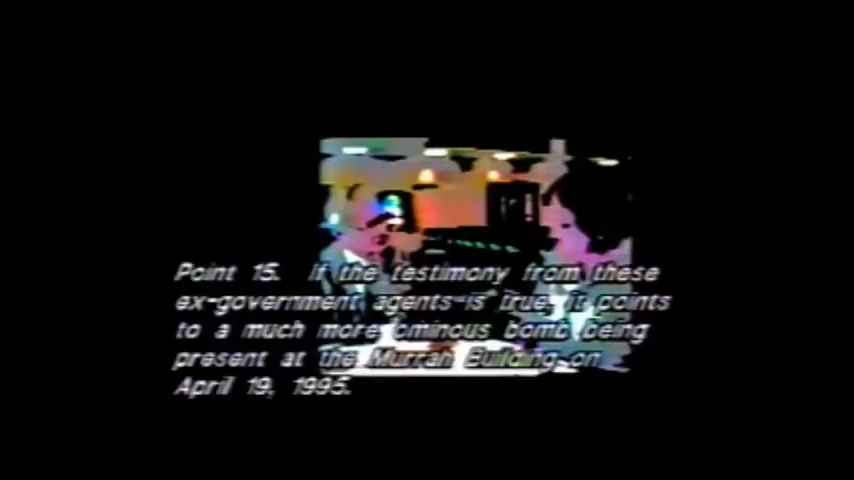 Point 15. if the testimony from these
ex-government agents is true, it points
to a much more ominous bomb being
present at the Murrah Building on
April 19, 1995.